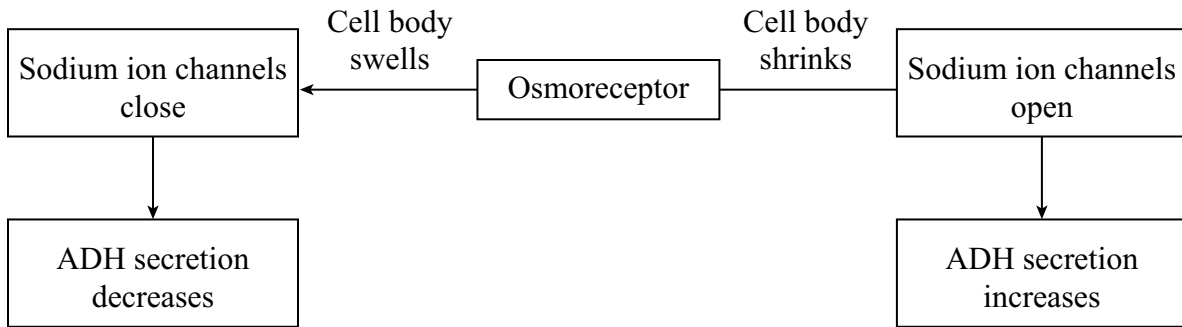 Cell body
swells
Cell body
shrinks
Sodium ion channels
close
Osmoreceptor
Sodium ion channels
open
ADH secretion
decreases
ADH secretion
increases